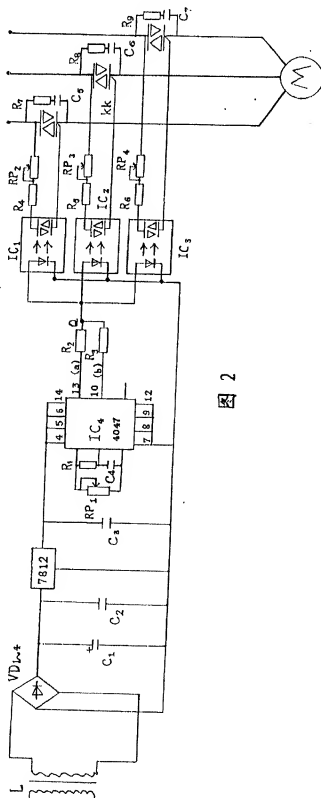 L
VD₁~₄
7812
C₁
C₂
C₃
RP₁
R₁
C₄
4 5 6 14
IC₄
4047
7 8 9 12
13 (a)
10 (b)
R₂
R₃
Q
IC₁
IC₂
IC₃
R₄
RP₂
R₅
RP₃
R₆
RP₄
R₇
C₅
R₈
C₆
R₉
C₇
kk
M
图 2